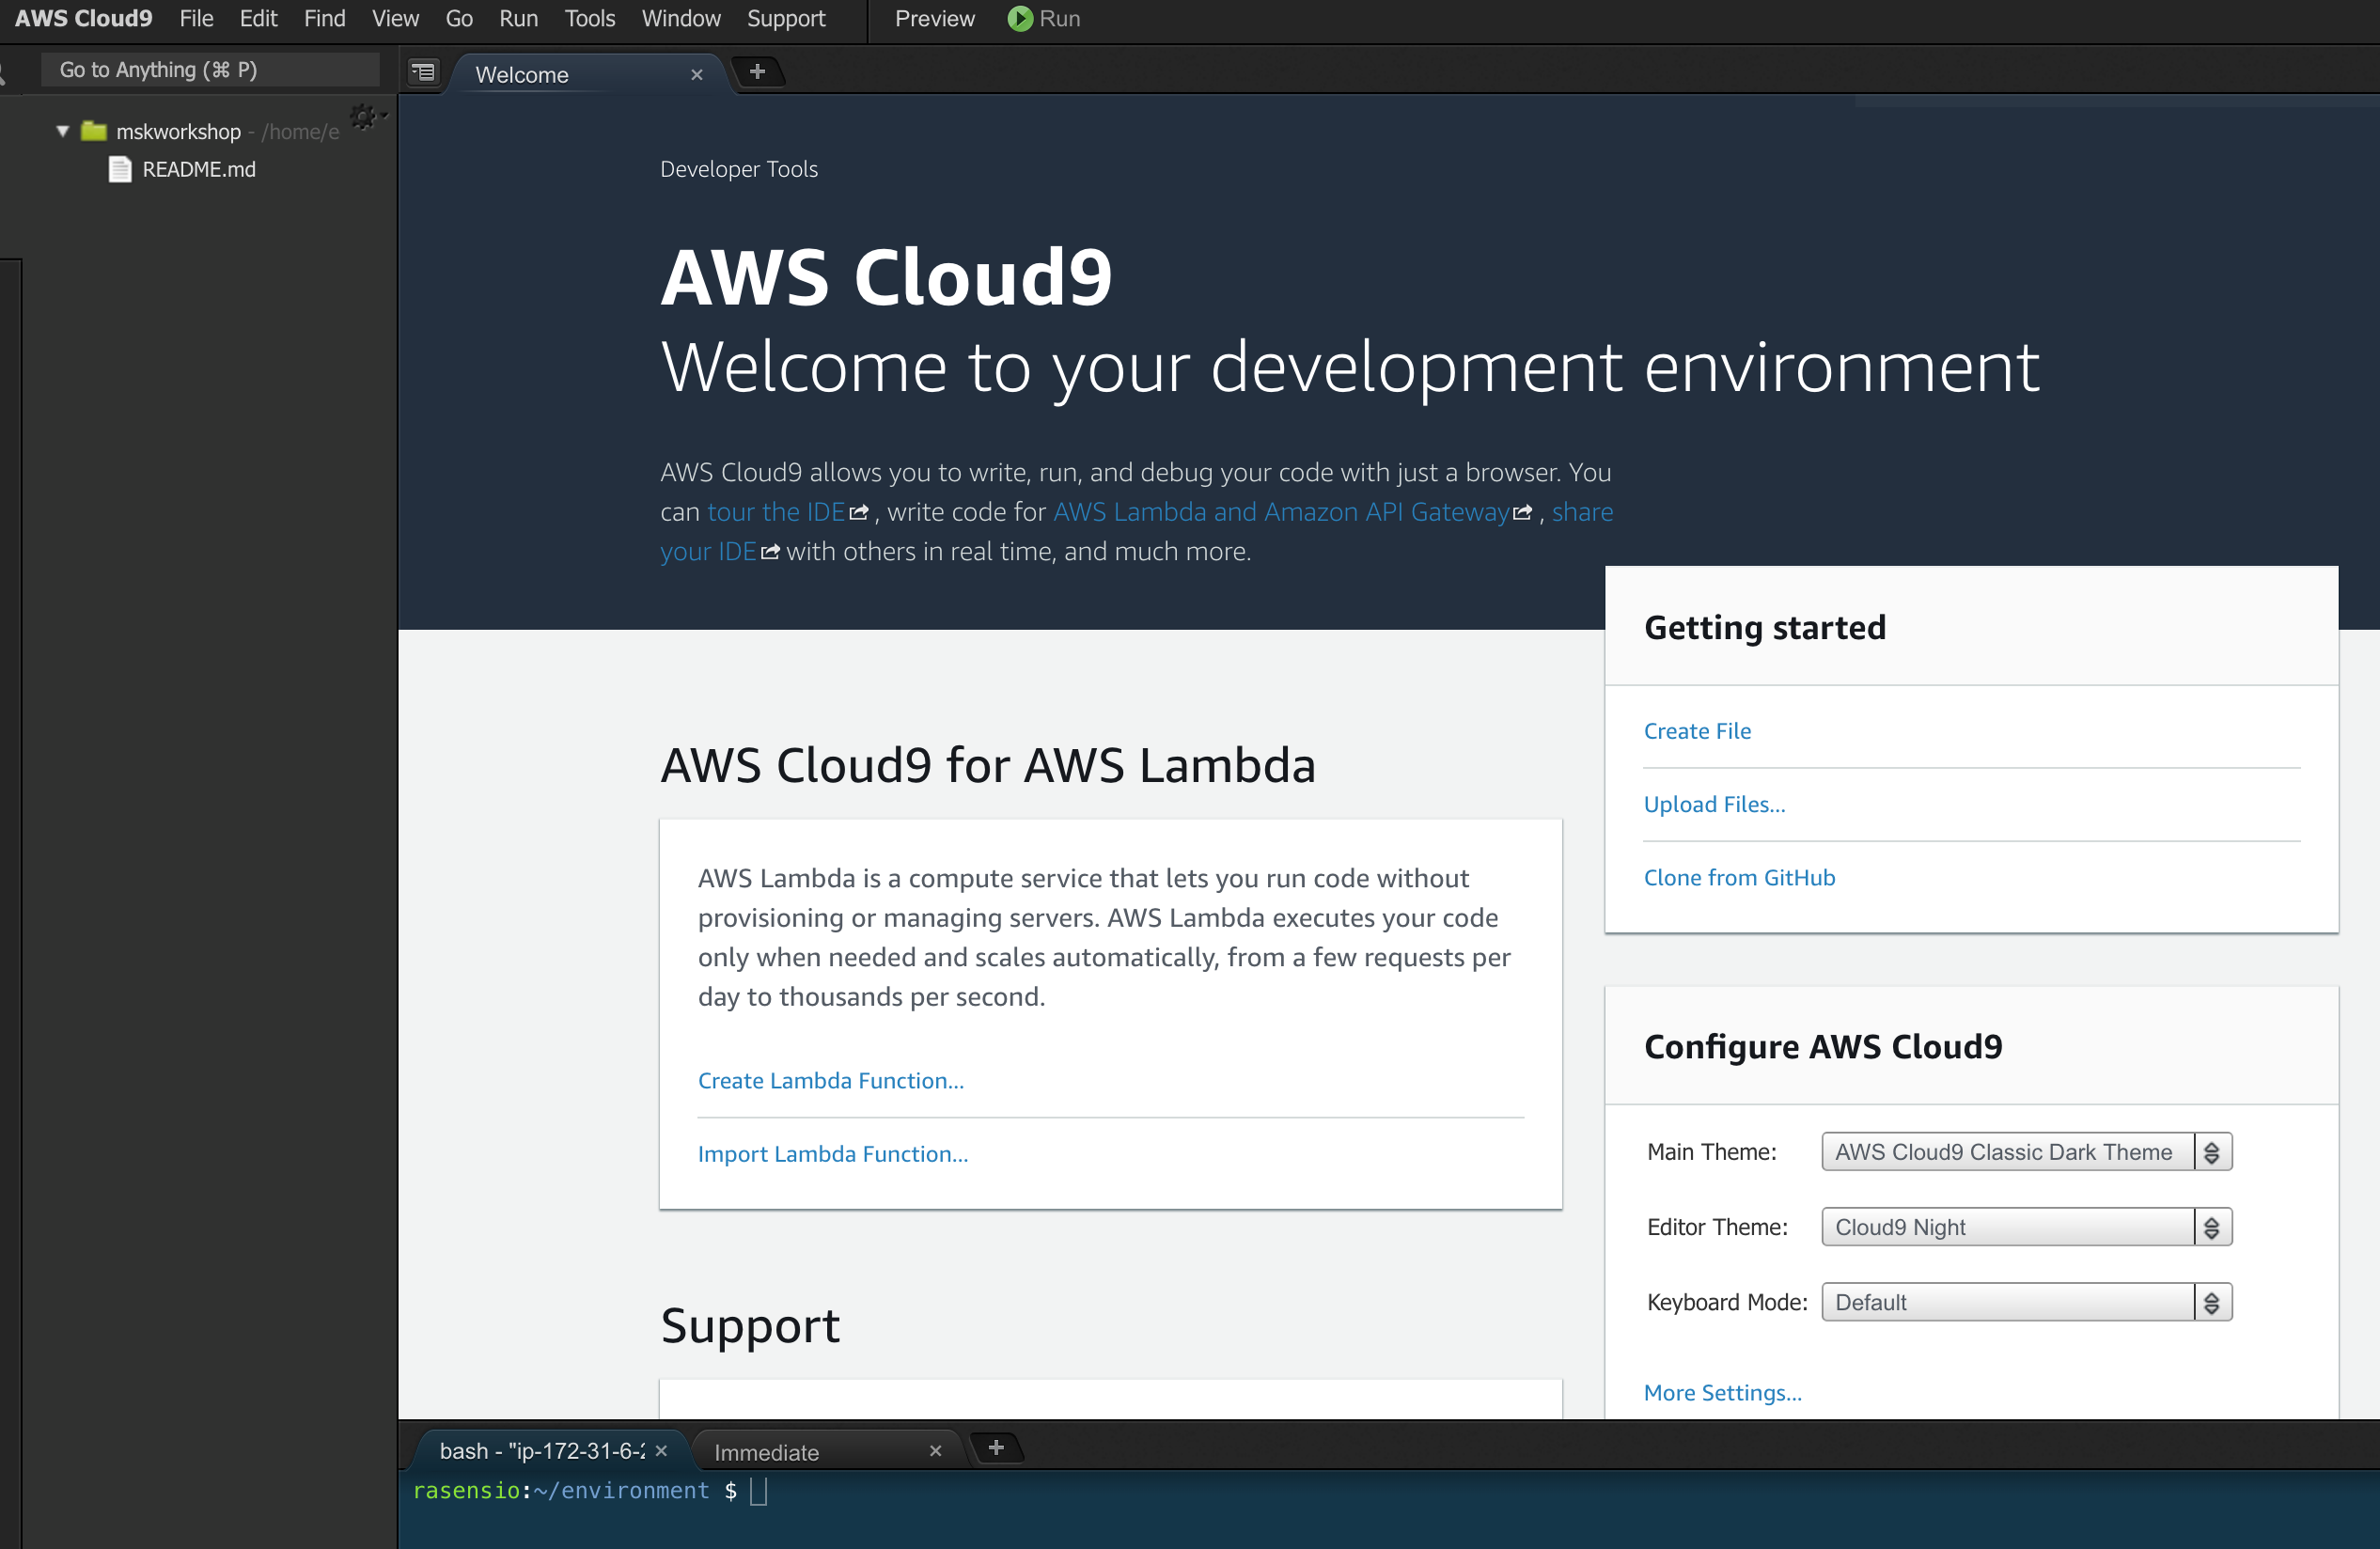 AWS Cloud9 File Edit Find View Go Run Tools Window Support Preview Run
Go to Anything (⌘ P)
Welcome
mskworkshop - /home/e
README.md
Developer Tools
AWS Cloud9
Welcome to your development environment
AWS Cloud9 allows you to write, run, and debug your code with just a browser. You
can tour the IDE , write code for AWS Lambda and Amazon API Gateway , share
your IDE with others in real time, and much more.
Getting started
Create File
Upload Files...
Clone from GitHub
AWS Cloud9 for AWS Lambda
AWS Lambda is a compute service that lets you run code without
provisioning or managing servers. AWS Lambda executes your code
only when needed and scales automatically, from a few requests per
day to thousands per second.
Create Lambda Function...
Import Lambda Function...
Configure AWS Cloud9
Main Theme: AWS Cloud9 Classic Dark Theme
Editor Theme: Cloud9 Night
Keyboard Mode: Default
More Settings...
Support
bash - "ip-172-31-6-2
Immediate
rasensio:~/environment $